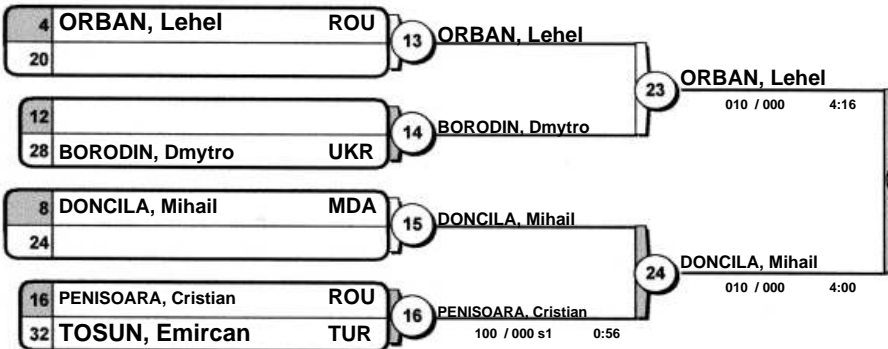 4 ORBAN, Lehel ROU
20
13 ORBAN, Lehel
12
28 BORODIN, Dmytro UKR
14 BORODIN, Dmytro
23 ORBAN, Lehel
010 / 000 4:16
8 DONCILA, Mihail MDA
24
15 DONCILA, Mihail
16 PENISOARA, Cristian ROU
32 TOSUN, Emircan TUR
16 PENISOARA, Cristian
100 / 000 s1 0:56
24 DONCILA, Mihail
010 / 000 4:00